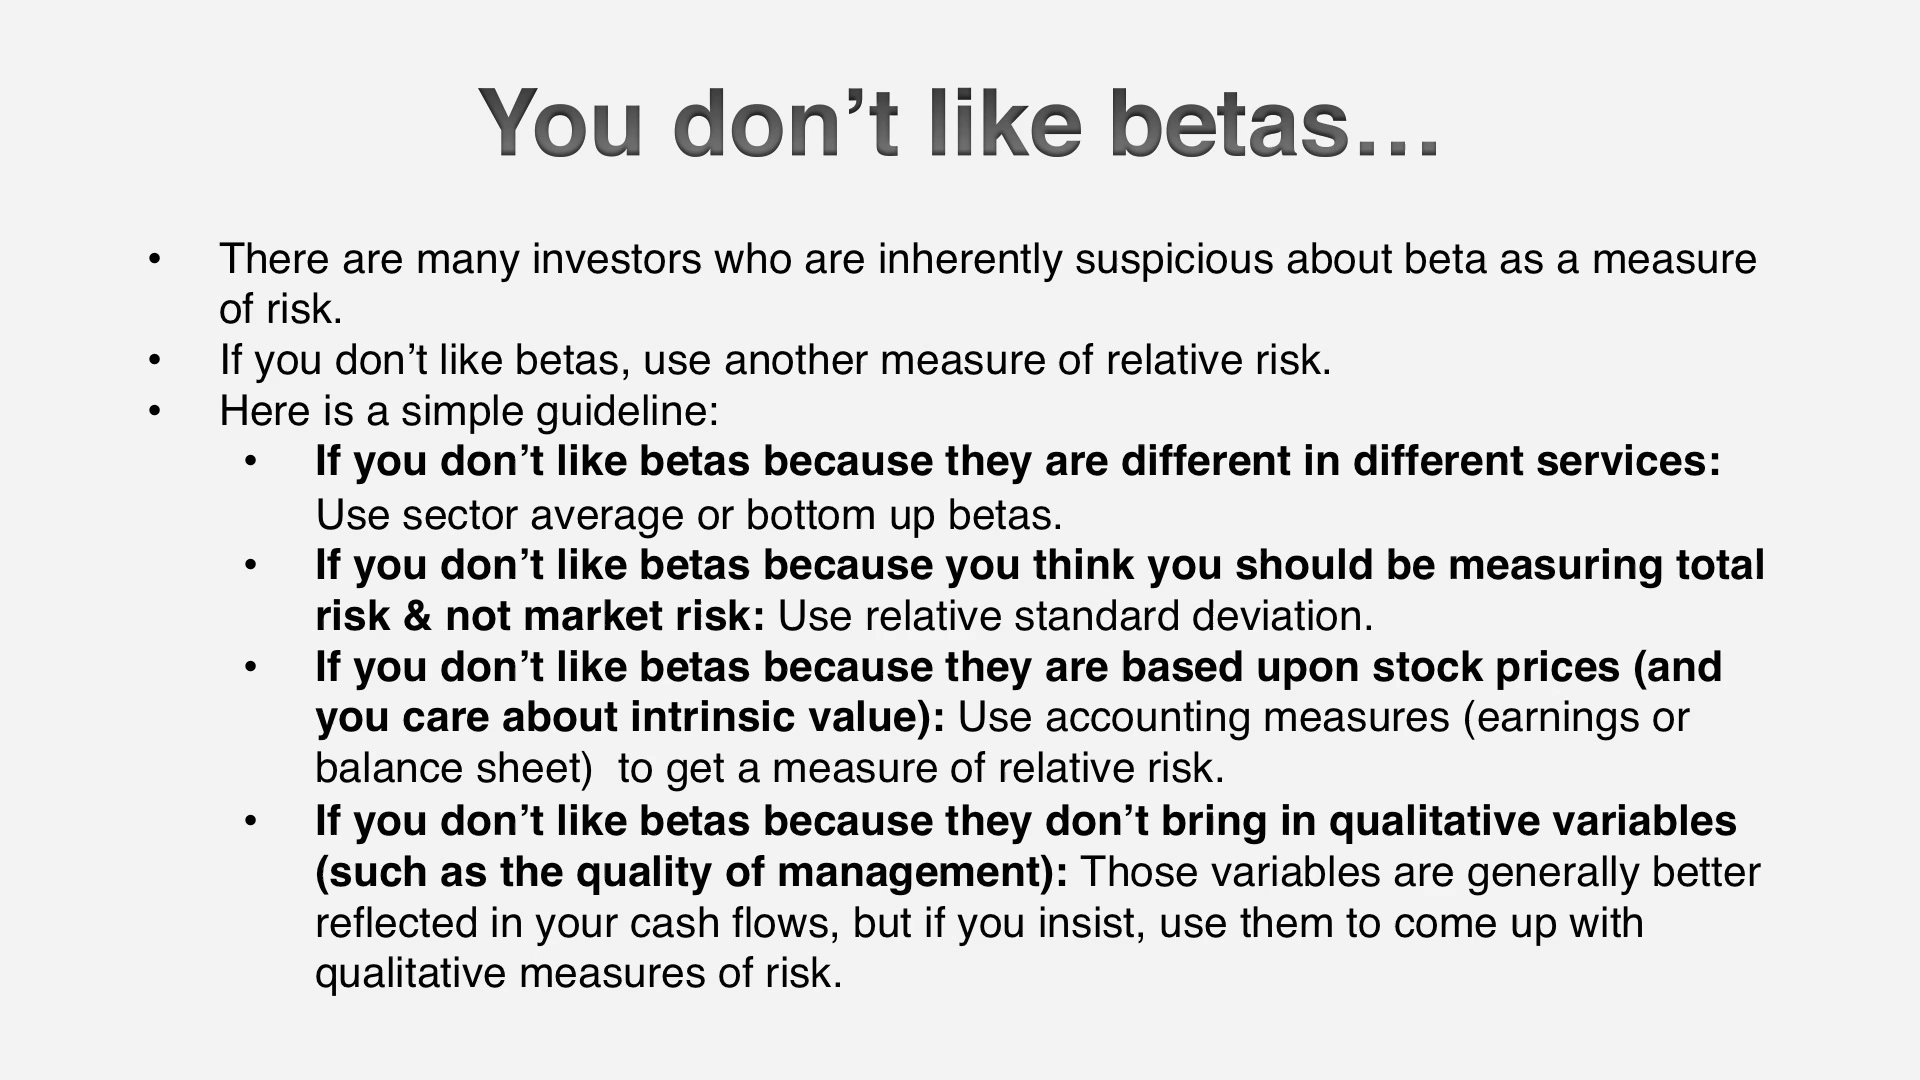 You don’t like betas…
• There are many investors who are inherently suspicious about beta as a measure
of risk.
• If you don’t like betas, use another measure of relative risk.
• Here is a simple guideline:
• If you don’t like betas because they are different in different services:
Use sector average or bottom up betas.
• If you don’t like betas because you think you should be measuring total
risk & not market risk: Use relative standard deviation.
• If you don’t like betas because they are based upon stock prices (and
you care about intrinsic value): Use accounting measures (earnings or
balance sheet)  to get a measure of relative risk.
• If you don’t like betas because they don’t bring in qualitative variables
(such as the quality of management): Those variables are generally better
reflected in your cash flows, but if you insist, use them to come up with
qualitative measures of risk.